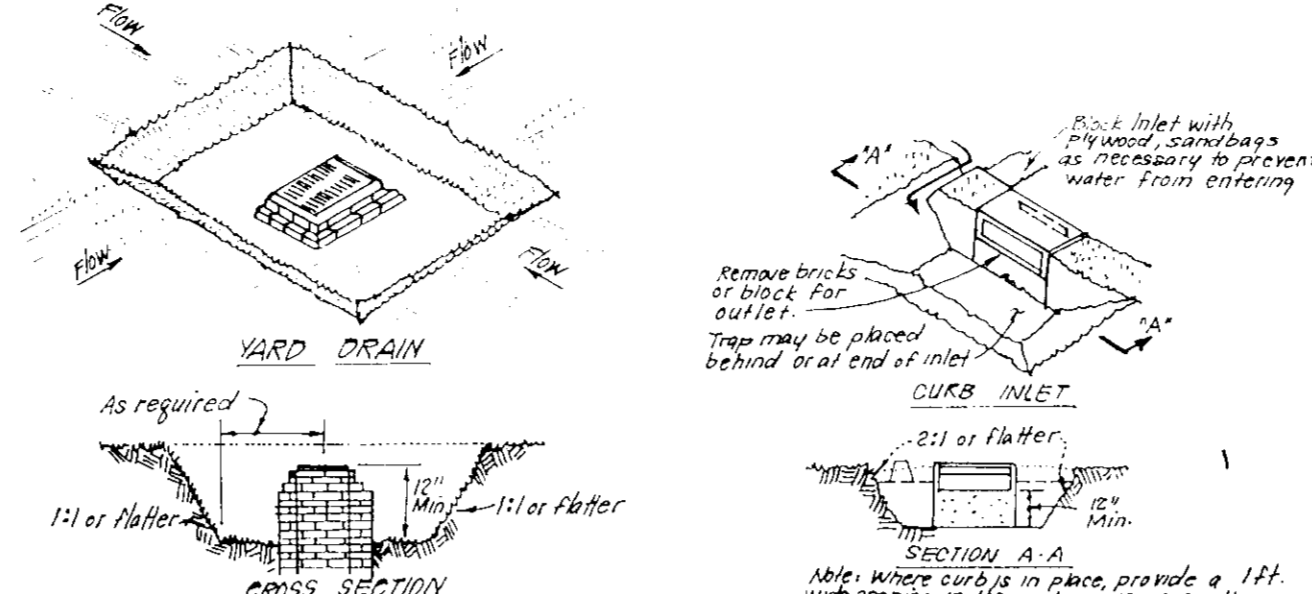 Flow
Flow
Flow
Flow
YARD DRAIN
As required
1:1 or flatter
12"
Min.
1:1 or flatter
CROSS SECTION
Block Inlet with
plywood, sandbags
as necessary to prevent
water from entering
"A"
Remove bricks
or block for
outlet.
Trap may be placed
behind or at end of inlet
"A"
CURB INLET
2:1 or flatter
12"
Min.
SECTION A-A
Note: Where curb is in place, provide a 1ft.